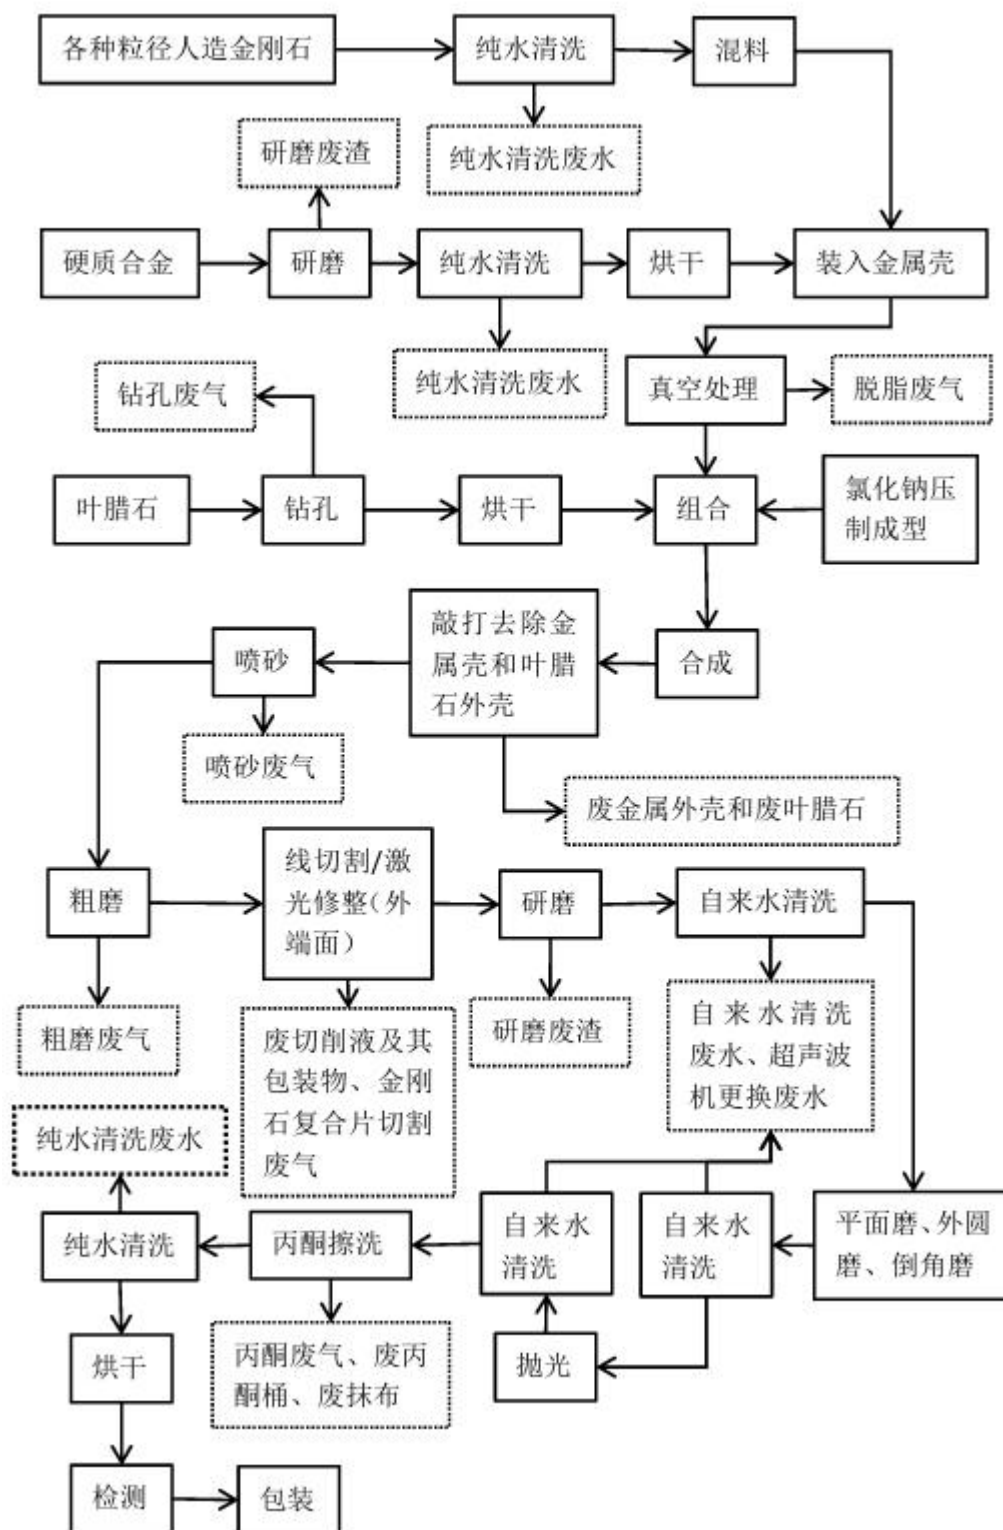 各种粒径人造金刚石
纯水清洗
混料
研磨废渣
纯水清洗废水
硬质合金
研磨
纯水清洗
烘干
装入金属壳
钻孔废气
纯水清洗废水
真空处理
脱脂废气
叶腊石
钻孔
烘干
组合
氯化钠压
制成型
喷砂
敲打去除金
属壳和叶腊
石外壳
合成
喷砂废气
废金属外壳和废叶腊石
粗磨
线切割/激
光修整(外
端面)
研磨
自来水清洗
粗磨废气
废切削液及其
包装物、金刚
石复合片切割
废气
研磨废渣
自来水清洗
废水、超声波
机更换废水
纯水清洗废水
纯水清洗
丙酮擦洗
自来水
清洗
自来水
清洗
平面磨、外圆
磨、倒角磨
烘干
丙酮废气、废丙
酮桶、废抹布
抛光
检测
包装